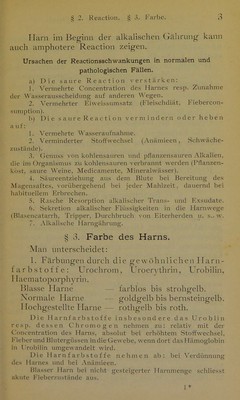 § 2. Reaction. § 3. Farbe. 3
Harn im Beginn der alkalischen Gährung kann
auch amphotere Reaction zeigen.
Ursachen der Reactionsschwankungen in normalen und
pathologischen Fällen.
a) Die saure Reaction verstärken:
1. Vermehrte Concentration des Harnes resp. Zunahme
der Wasserausscheidung auf anderen Wegen.
2. Vermehrter Eiweissumsatz (Fleischdiät, Fiebercon-
sumption).
b) Die saure Reaction vermindern oder heben
auf:
1. Vermehrte Wasseraufnahme.
2. Verminderter Stoffwechsel (Anämieen, Schwäche-
zustände).
3. Genuss von kohlensauren und pflanzensauren Alkalien,
die im Organismus zu kohlensauren verbrannt werden (Pflanzen-
kost, saure Weine, Medicamente, Mineralwässer).
4. Säureentziehung aus dem Blute bei Bereitung des
Magensaftes, vorübergehend bei jeder Mahlzeit, dauernd bei
habituellem Erbrechen.
5. Rasche Resorption alkalischer Trans- und Exsudate.
6. Sekretion alkalischer Flüssigkeiten in die Harnwege
(Blasencatarrh, Tripper, Durchbruch von Eiterherden u. s. w.
7. Alkalische Harngährung.
§ 3. Farbe des Harns.
Man unterscheidet:
1. Färbungen durch die gewöhnlichen Harn-
farbstoffe: Urochrom, Uroerythrin, Urobilin,
Haematoporphyrin.
Blasse Harne — farblos bis strohgelb.
Normale Harne — goldgelb bis bernsteingelb.
Hochgestellte Harne — rothgelb bis roth.
Die Harnfarbstoffe insbesondere das Urobilin
resp. dessen Chromogen nehmen zu: relativ mit der
Concentration des Harns, absolut bei erhöhtem Stoffwechsel,
Fieber und Blutergüssen in die Gewebe, wenn dort das Hämoglobin
in Urobilin umgewandelt wird.
Die Harnfarbstoffe nehmen ab: bei Verdünnung
des Harnes und bei Anämieen.
Blasser Harn bei nicht gesteigerter Harnmenge schliesst
akute Fieberzustände aus.
1*